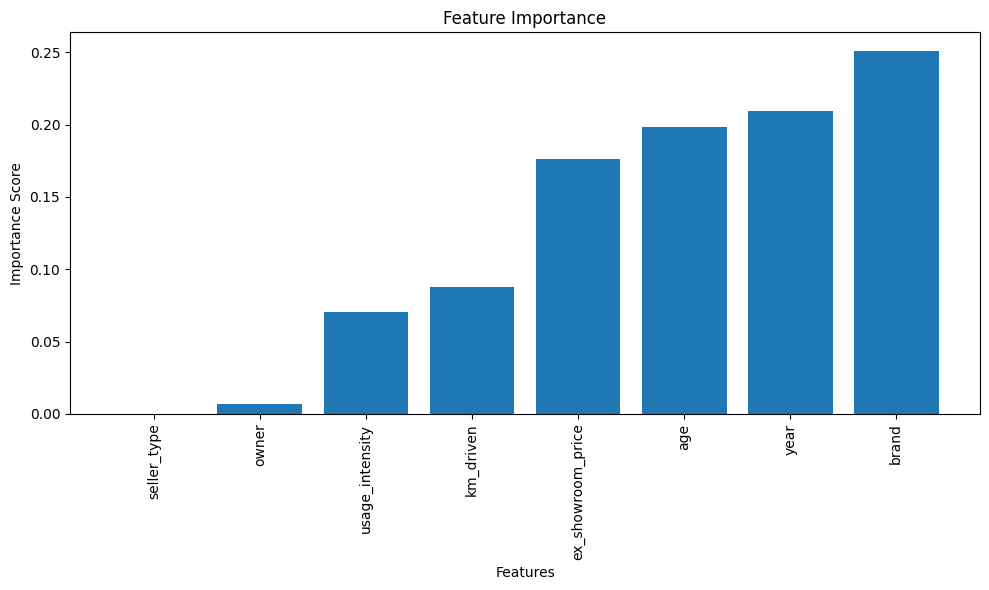 Feature Importance
Importance Score
0.25
0.20
0.15
0.10
0.05
0.00
seller_type
owner
usage_intensity
km_driven
ex_showroom_price
age
year
brand
Features